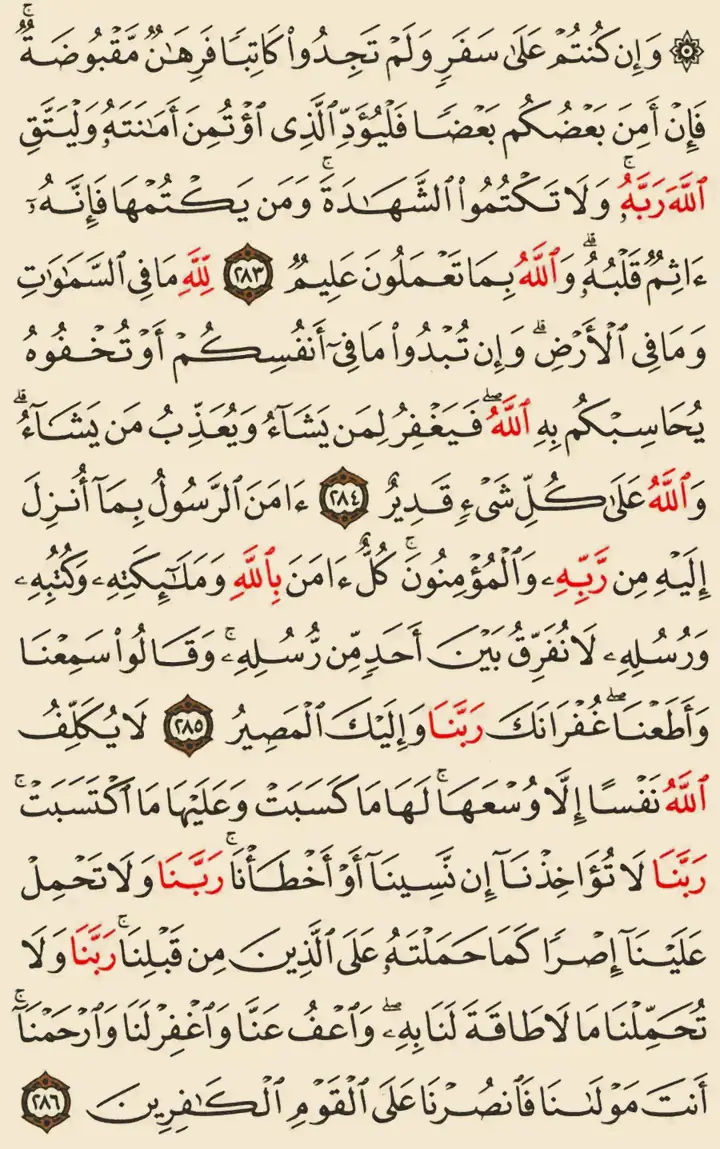 ۞ وَإِن كُنتُمْ عَلَىٰ سَفَرٍ وَلَمْ تَجِدُوا۟ كَاتِبًا فَرِهَـٰنٌ مَّقْبُوضَةٌ ۖ
فَإِنْ أَمِنَ بَعْضُكُم بَعْضًا فَلْيُؤَدِّ ٱلَّذِى ٱؤْتُمِنَ أَمَـٰنَتَهُۥ وَلْيَتَّقِ
ٱللَّهَ رَبَّهُۥ ۗ وَلَا تَكْتُمُوا۟ ٱلشَّهَـٰدَةَ ۚ وَمَن يَكْتُمْهَا فَإِنَّهُۥٓ
ءَاثِمٌ قَلْبُهُۥ ۗ وَٱللَّهُ بِمَا تَعْمَلُونَ عَلِيمٌ ٢٨٣ لِّلَّهِ مَا فِى ٱلسَّمَـٰوَٰتِ
وَمَا فِى ٱلْأَرْضِ ۗ وَإِن تُبْدُوا۟ مَا فِىٓ أَنفُسِكُمْ أَوْ تُخْفُوهُ
يُحَاسِبْكُم بِهِ ٱللَّهُ ۖ فَيَغْفِرُ لِمَن يَشَآءُ وَيُعَذِّبُ مَن يَشَآءُ ۗ
وَٱللَّهُ عَلَىٰ كُلِّ شَىْءٍ قَدِيرٌ ٢٨٤ ءَامَنَ ٱلرَّسُولُ بِمَآ أُنزِلَ
إِلَيْهِ مِن رَّبِّهِۦ وَٱلْمُؤْمِنُونَ ۚ كُلٌّ ءَامَنَ بِٱللَّهِ وَمَلَـٰٓئِكَتِهِۦ وَكُتُبِهِۦ
وَرُسُلِهِۦ لَا نُفَرِّقُ بَيْنَ أَحَدٍ مِّن رُّسُلِهِۦ ۚ وَقَالُوا۟ سَمِعْنَا
وَأَطَعْنَا ۖ غُفْرَانَكَ رَبَّنَا وَإِلَيْكَ ٱلْمَصِيرُ ٢٨٥ لَا يُكَلِّفُ
ٱللَّهُ نَفْسًا إِلَّا وُسْعَهَا ۚ لَهَا مَا كَسَبَتْ وَعَلَيْهَا مَا ٱكْتَسَبَتْ ۗ
رَبَّنَا لَا تُؤَاخِذْنَآ إِن نَّسِينَآ أَوْ أَخْطَأْنَا ۚ رَبَّنَا وَلَا تَحْمِلْ
عَلَيْنَآ إِصْرًا كَمَا حَمَلْتَهُۥ عَلَى ٱلَّذِينَ مِن قَبْلِنَا ۚ رَبَّنَا وَلَا
تُحَمِّلْنَا مَا لَا طَاقَةَ لَنَا بِهِۦ ۖ وَٱعْفُ عَنَّا وَٱغْفِرْ لَنَا وَٱرْحَمْنَآ ۚ
أَنتَ مَوْلَىٰنَا فَٱنصُرْنَا عَلَى ٱلْقَوْمِ ٱلْكَـٰفِرِينَ ٢٨٦